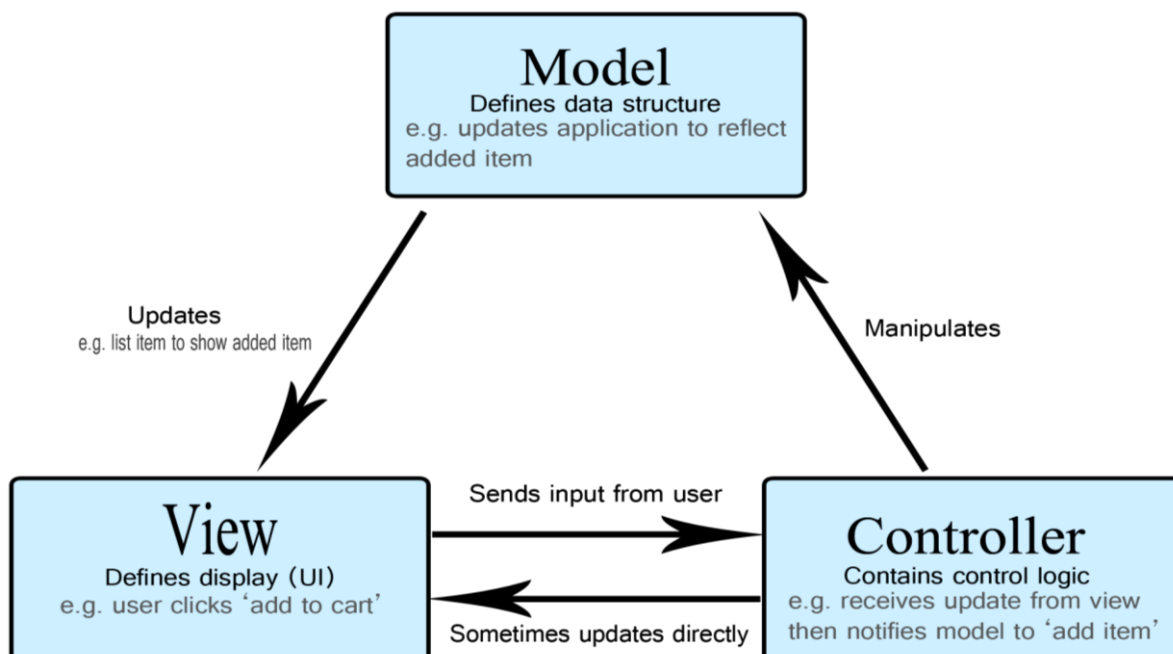 Model
Defines data structure
e.g. updates application to reflect
added item
Updates
e.g. list item to show added item
Manipulates
Sends input from user
View
Defines display (UI)
e.g. user clicks ‘add to cart’
Controller
Contains control logic
e.g. receives update from view
then notifies model to ‘add item’
Sometimes updates directly